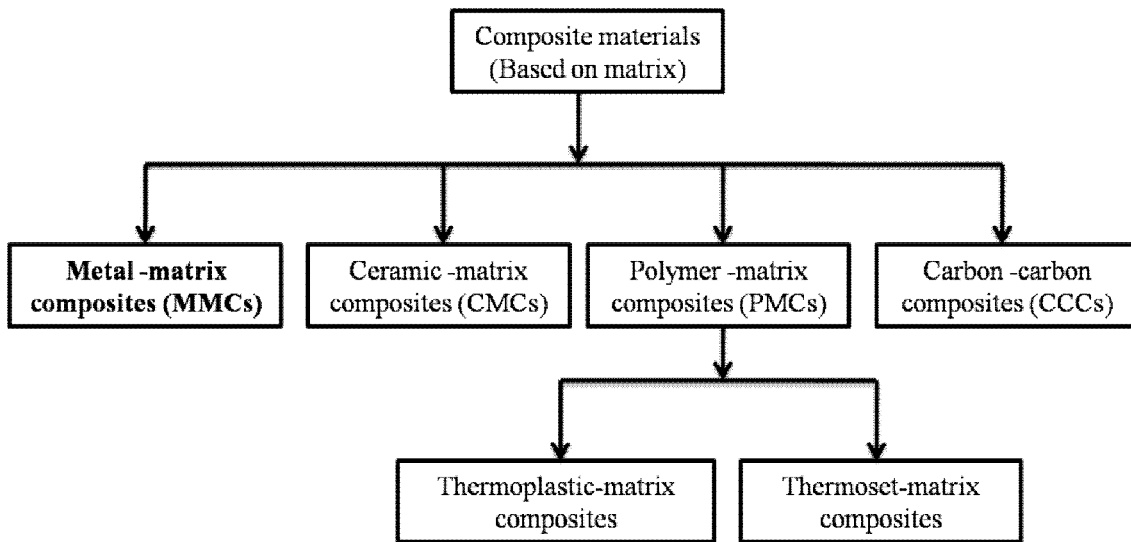 Composite materials
(Based on matrix)
Metal -matrix
composites (MMCs)
Ceramic -matrix
composites (CMCs)
Polymer -matrix
composites (PMCs)
Carbon -carbon
composites (CCCs)
Thermoplastic-matrix
composites
Thermoset-matrix
composites